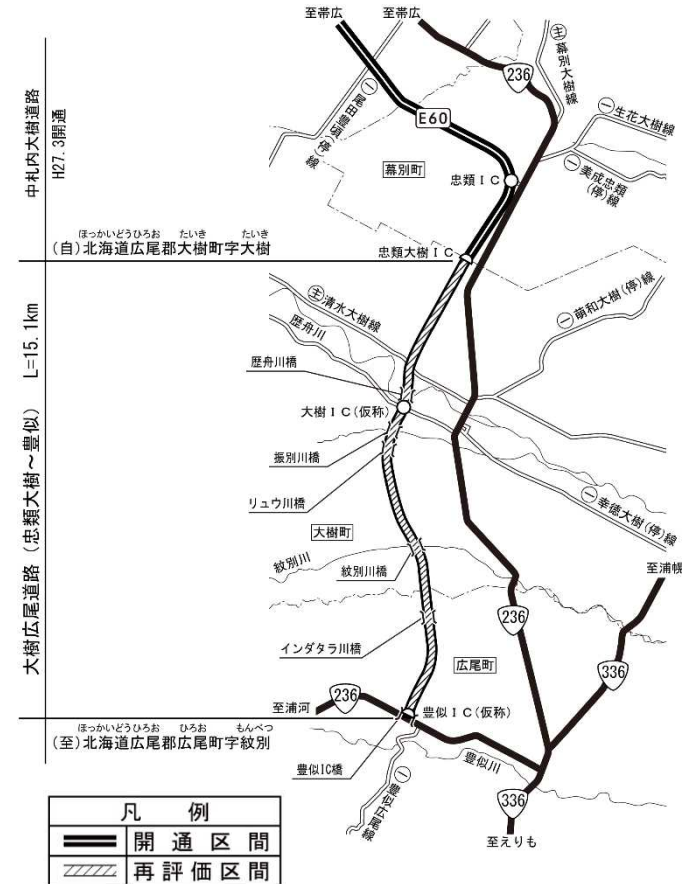 至帯広
至帯広
236
主
幕別大樹線
一
生花大樹線
一
尾田豊頃(停)線
E60
幕別町
忠類IC
一
美成忠類(停)線
中札内大樹道路
H27.3開通
ほっかいどうひろお たいき たいき
(自)北海道広尾郡大樹町字大樹
忠類大樹IC
主
清水大樹線
歴舟川
一
萌和大樹(停)線
歴舟川橋
大樹IC(仮称)
振別川橋
リュウ川橋
大樹広尾道路(忠類大樹~豊似) L=15.1km
一
幸徳大樹(停)線
大樹町
紋別川
紋別川橋
至浦幌
インダタラ川橋
236
広尾町
336
至浦河
236
豊似IC(仮称)
ほっかいどうひろお ひろお もんべつ
(至)北海道広尾郡広尾町字紋別
豊似IC橋
豊似川
一
豊似広尾線
336
至えりも
凡 例
開通区間
再評価区間